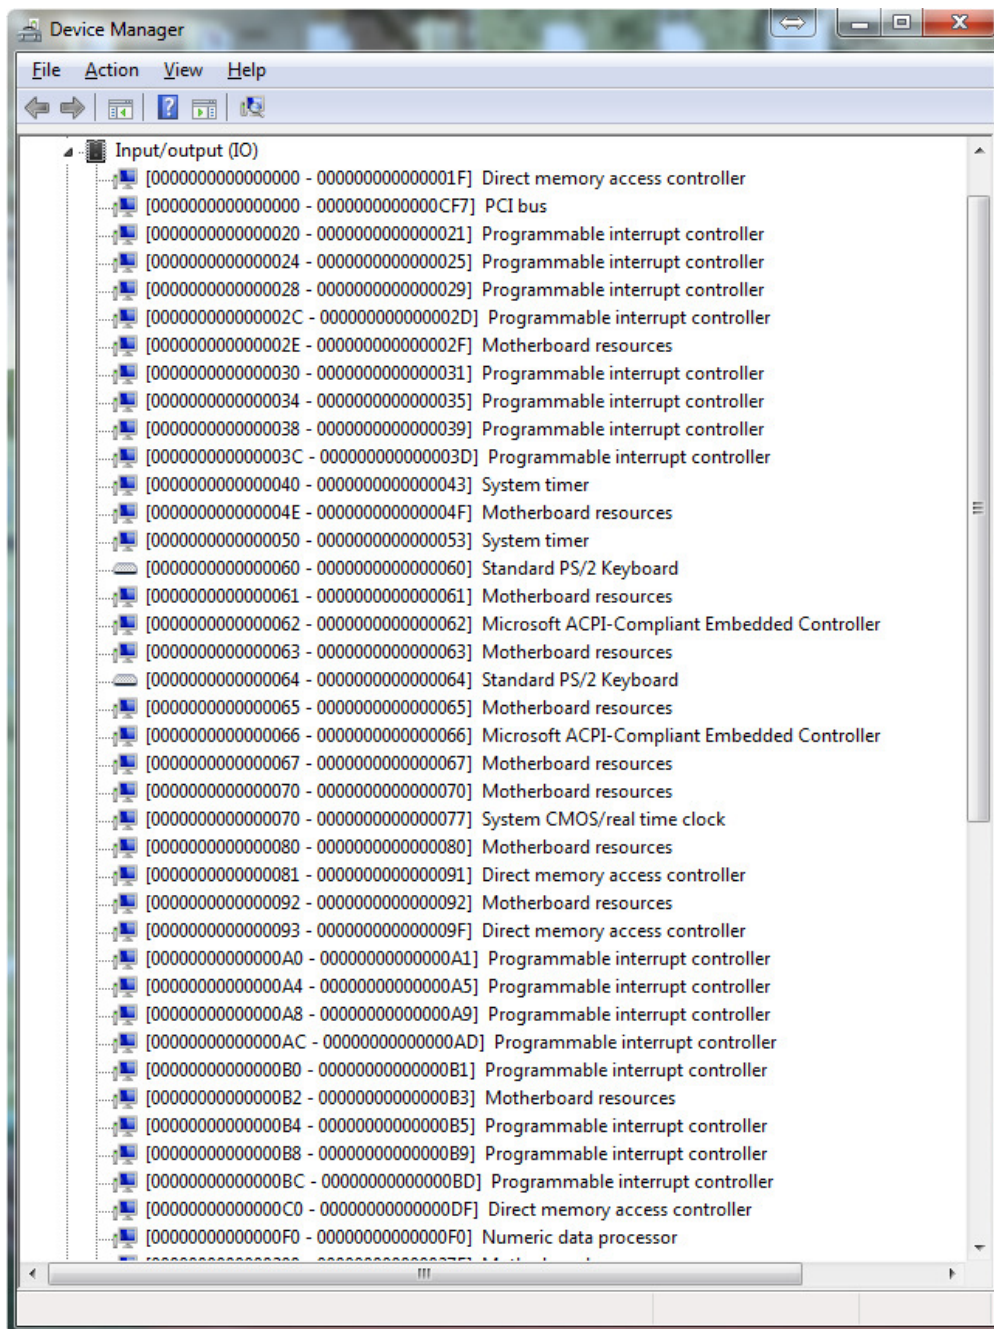 Device Manager
File Action View Help
Input/output (IO)
[0000000000000000 - 000000000000001F] Direct memory access controller
[0000000000000000 - 0000000000000CF7] PCI bus
[0000000000000020 - 0000000000000021] Programmable interrupt controller
[0000000000000024 - 0000000000000025] Programmable interrupt controller
[0000000000000028 - 0000000000000029] Programmable interrupt controller
[000000000000002C - 000000000000002D] Programmable interrupt controller
[000000000000002E - 000000000000002F] Motherboard resources
[0000000000000030 - 0000000000000031] Programmable interrupt controller
[0000000000000034 - 0000000000000035] Programmable interrupt controller
[0000000000000038 - 0000000000000039] Programmable interrupt controller
[000000000000003C - 000000000000003D] Programmable interrupt controller
[0000000000000040 - 0000000000000043] System timer
[000000000000004E - 000000000000004F] Motherboard resources
[0000000000000050 - 0000000000000053] System timer
[0000000000000060 - 0000000000000060] Standard PS/2 Keyboard
[0000000000000061 - 0000000000000061] Motherboard resources
[0000000000000062 - 0000000000000062] Microsoft ACPI-Compliant Embedded Controller
[0000000000000063 - 0000000000000063] Motherboard resources
[0000000000000064 - 0000000000000064] Standard PS/2 Keyboard
[0000000000000065 - 0000000000000065] Motherboard resources
[0000000000000066 - 0000000000000066] Microsoft ACPI-Compliant Embedded Controller
[0000000000000067 - 0000000000000067] Motherboard resources
[0000000000000070 - 0000000000000070] Motherboard resources
[0000000000000070 - 0000000000000077] System CMOS/real time clock
[0000000000000080 - 0000000000000080] Motherboard resources
[0000000000000081 - 0000000000000091] Direct memory access controller
[0000000000000092 - 0000000000000092] Motherboard resources
[0000000000000093 - 000000000000009F] Direct memory access controller
[00000000000000A0 - 00000000000000A1] Programmable interrupt controller
[00000000000000A4 - 00000000000000A5] Programmable interrupt controller
[00000000000000A8 - 00000000000000A9] Programmable interrupt controller
[00000000000000AC - 00000000000000AD] Programmable interrupt controller
[00000000000000B0 - 00000000000000B1] Programmable interrupt controller
[00000000000000B2 - 00000000000000B3] Motherboard resources
[00000000000000B4 - 00000000000000B5] Programmable interrupt controller
[00000000000000B8 - 00000000000000B9] Programmable interrupt controller
[00000000000000BC - 00000000000000BD] Programmable interrupt controller
[00000000000000C0 - 00000000000000DF] Direct memory access controller
[00000000000000F0 - 00000000000000F0] Numeric data processor